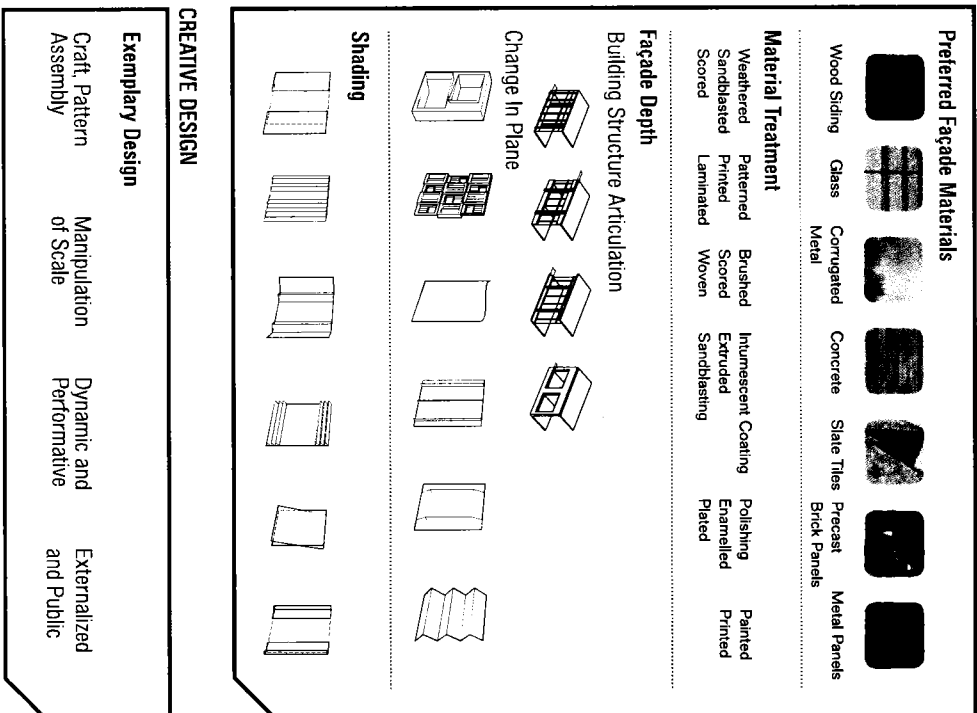 Preferred Façade Materials
Wood Siding
Glass
Corrugated
Metal
Concrete
Slate Tiles
Precast
Brick Panels
Metal Panels
Material Treatment
Weathered
Sandblasted
Scored
Patterned
Printed
Laminated
Brushed
Scored
Woven
Intumescent Coating
Extruded
Sandblasting
Polishing
Enamelled
Plated
Painted
Printed
Façade Depth
Building Structure Articulation
Change In Plane
Shading
CREATIVE DESIGN
Exemplary Design
Craft, Pattern
Assembly
Manipulation
of Scale
Dynamic and
Performative
Externalized
and Public